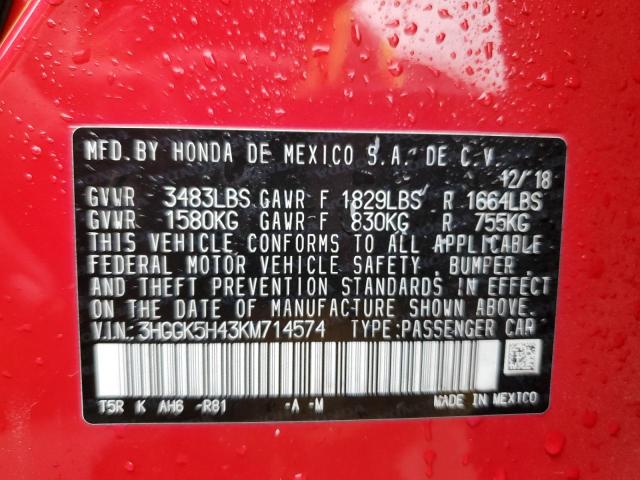 MFD.BY HONDA DE MEXICO S.A. DE C.V.
12/18
GVWR 3483LBS GAWR F 1829LBS R 1664LBS
GVWR 1580KG GAWR F 830KG R 755KG
THIS VEHICLE CONFORMS TO ALL APPLICABLE
FEDERAL MOTOR VEHICLE SAFETY, BUMPER,
AND THEFT PREVENTION STANDARDS IN EFFECT
ON THE DATE OF MANUFACTURE SHOWN ABOVE.
V.I.N.:3HGGK5H43KM714574 TYPE:PASSENGER CAR
T5R K AH6 -R81 -A -M MADE IN MEXICO